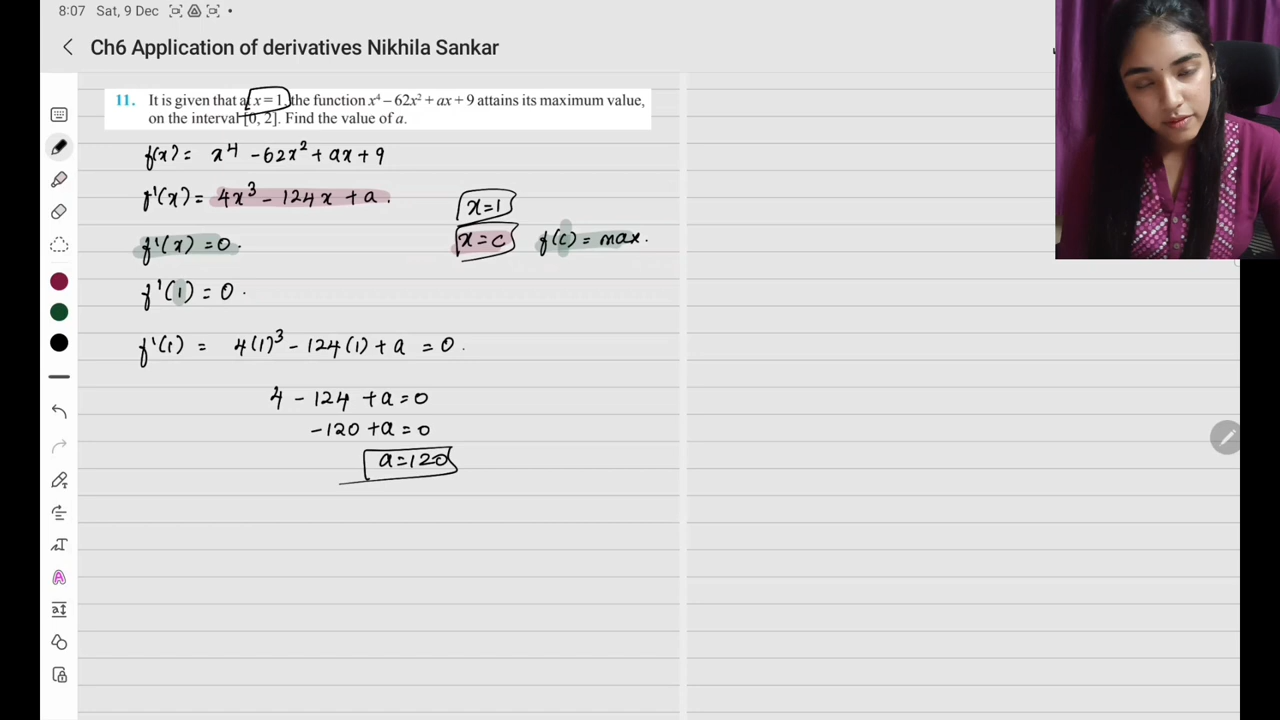 8:07 Sat, 9 Dec
Ch6 Application of derivatives Nikhila Sankar
11. It is given that at x = 1, the function x⁴ – 62x² + ax + 9 attains its maximum value,
on the interval [0, 2]. Find the value of a.
f(x) = x⁴ - 62x² + ax + 9
f'(x) = 4x³ - 124x + a.
x=1
f'(x) = 0.
x=c f(c) = max.
f'(1) = 0.
f'(1) = 4(1)³ - 124(1) + a = 0.
4 - 124 + a = 0
-120 + a = 0
a=120